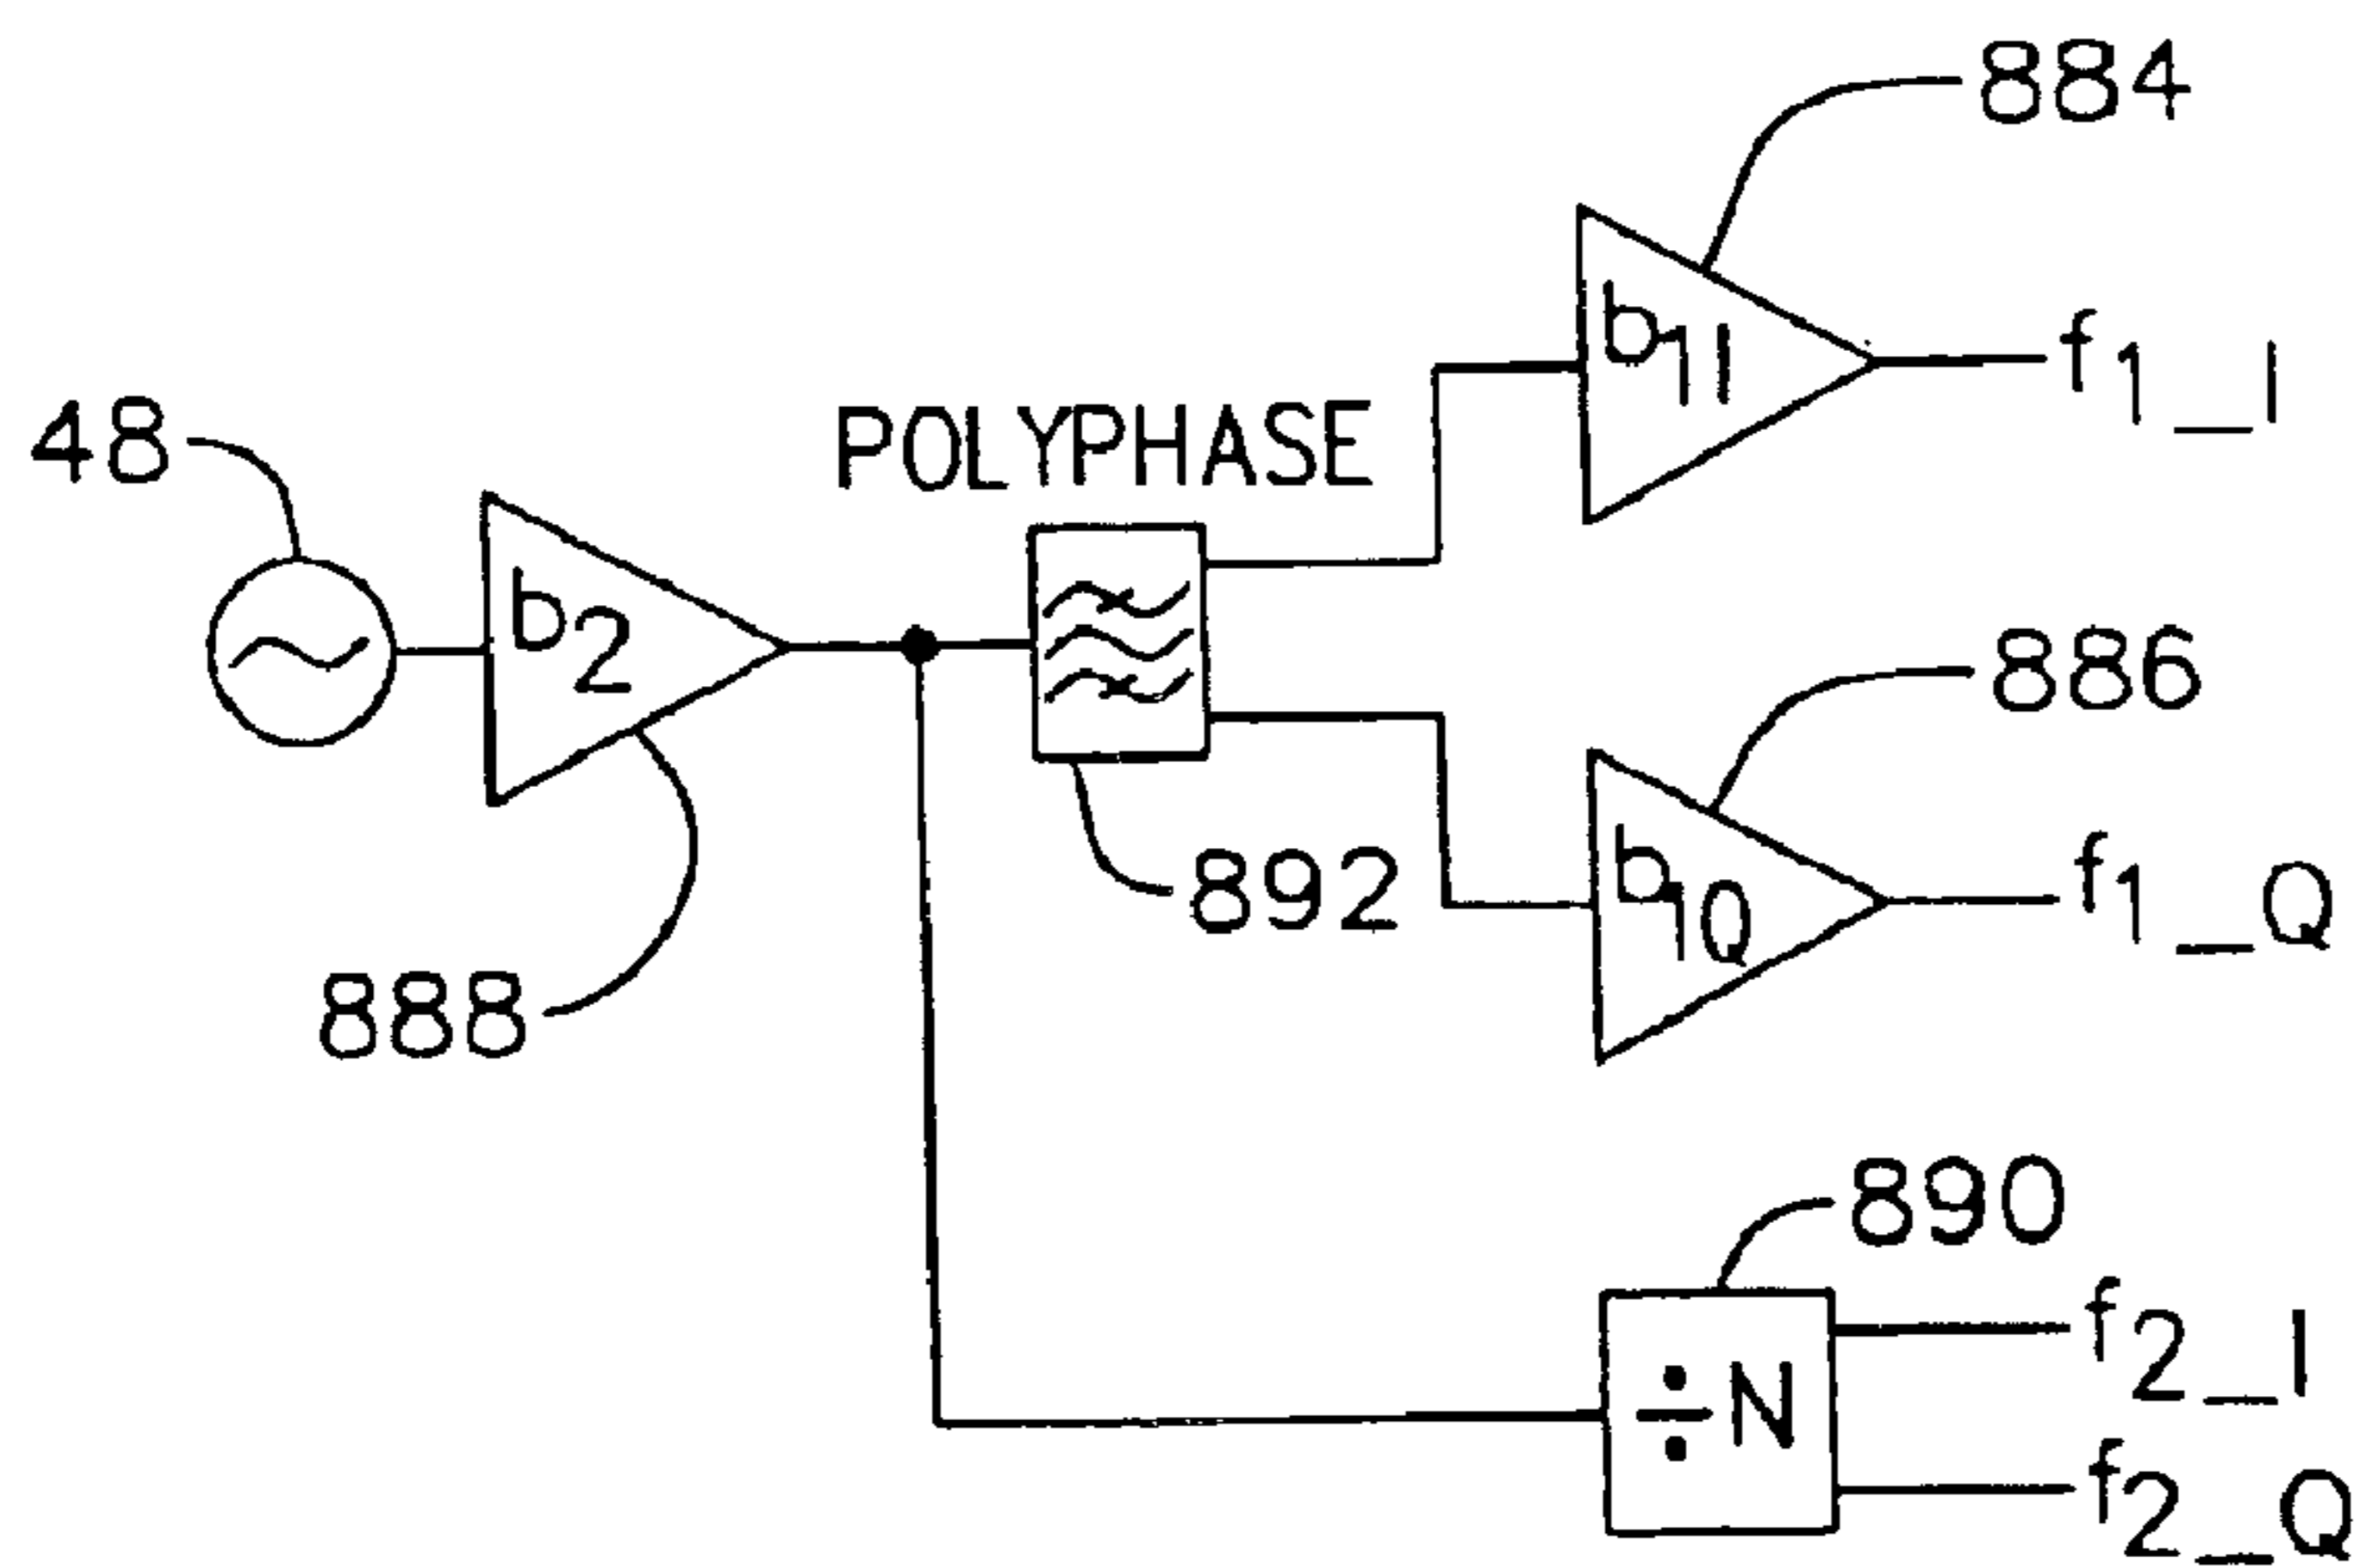 884
b1I
f1_I
48
POLYPHASE
b2
886
b1Q
f1_Q
892
888
890
f2_I
÷N
f2_Q